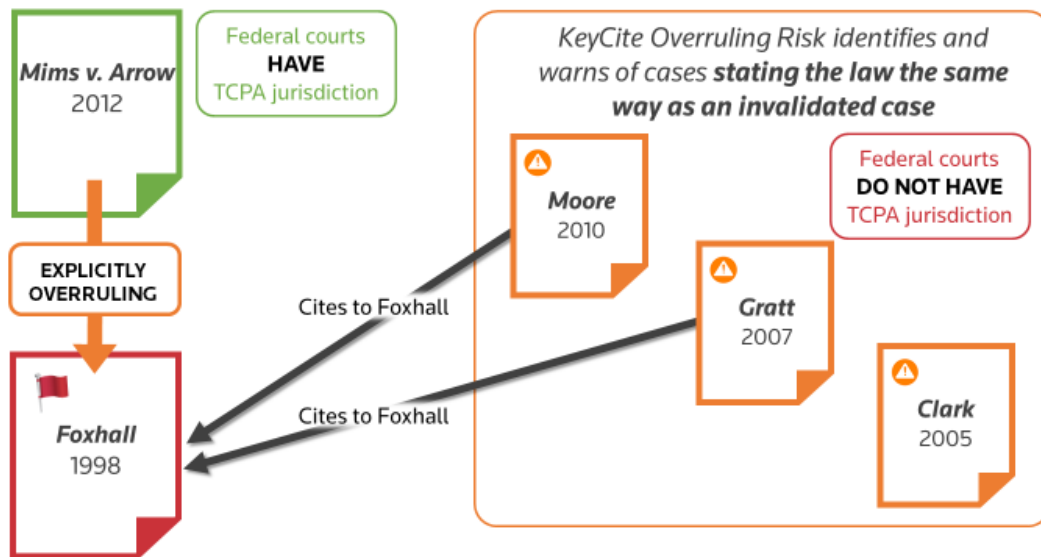 Mims v. Arrow
2012
Federal courts
HAVE
TCPA jurisdiction
EXPLICITLY
OVERRULING
Foxhall
1998
Cites to Foxhall
Cites to Foxhall
KeyCite Overruling Risk identifies and
warns of cases stating the law the same
way as an invalidated case
Federal courts
DO NOT HAVE
TCPA jurisdiction
Moore
2010
Gratt
2007
Clark
2005